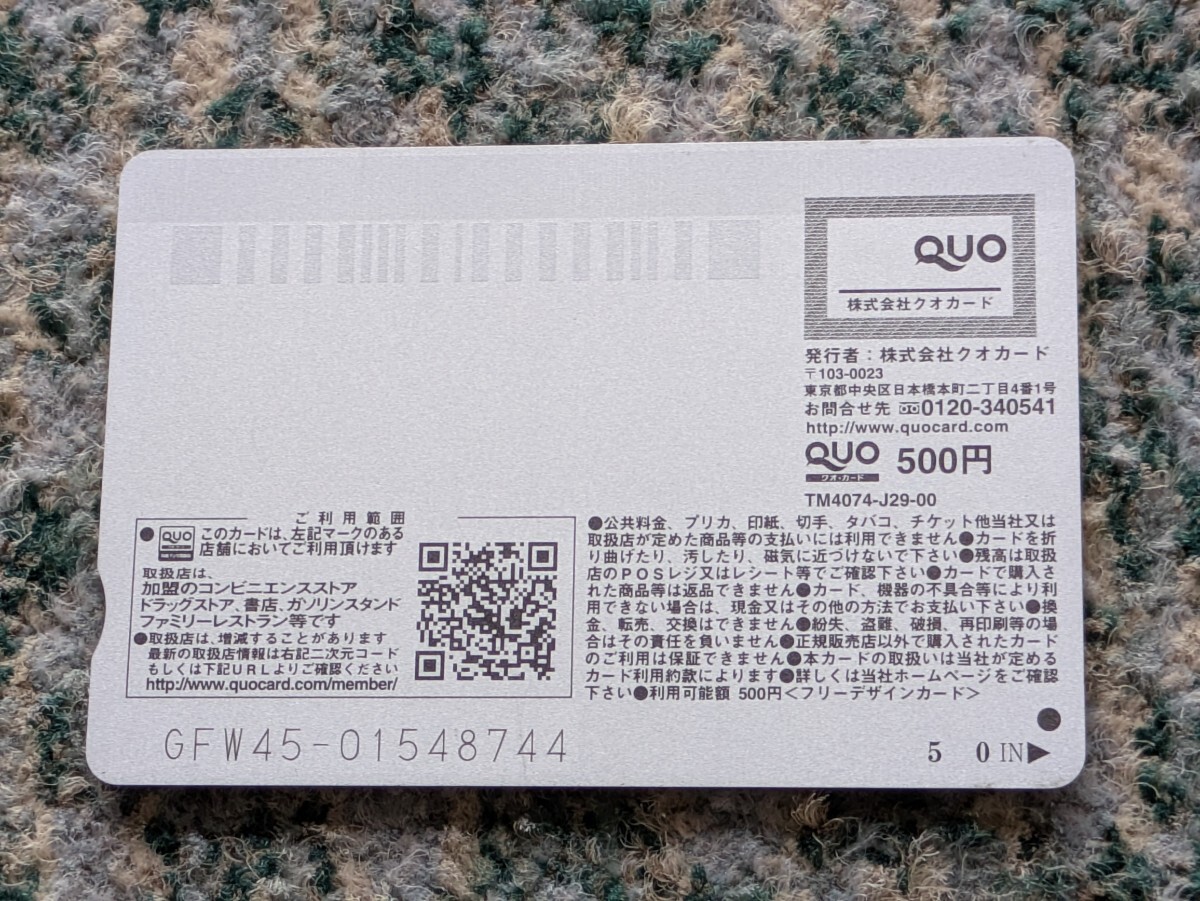 QUO
株式会社クオカード
発行者：株式会社クオカード
〒103-0023
東京都中央区日本橋本町二丁目4番1号
お問合せ先 0120-340541
http://www.quocard.com
QUO 500円
クオ・カード
TM4074-J29-00
ご利用範囲
●QUO このカードは、左記マークのある
店舗においてご利用頂けます
取扱店は、
加盟のコンビニエンスストア
ドラッグストア、書店、ガソリンスタンド
ファミリーレストラン等です
●取扱店は、増減することがあります
最新の取扱店情報は右記二次元コード
もしくは下記URLよりご確認ください
http://www.quocard.com/member/
●公共料金、プリカ、印紙、切手、タバコ、チケット他当社又は
取扱店が定めた商品等の支払いには利用できません●カードを折
り曲げたり、汚したり、磁気に近づけないで下さい●残高は取扱
店のPOSレジ又はレシート等でご確認下さい●カードで購入さ
れた商品等は返品できません●カード、機器の不具合等により利
用できない場合は、現金又はその他の方法でお支払い下さい●換
金、転売、交換はできません●紛失、盗難、破損、再印刷等の場
合はその責任を負いません●正規販売店以外で購入されたカード
のご利用は保証できません●本カードの取扱いは当社が定める
カード利用約款によります●詳しくは当社ホームページをご確認
下さい●利用可能額 500円＜フリーデザインカード＞
GFW45-01548744
5 0 IN▶